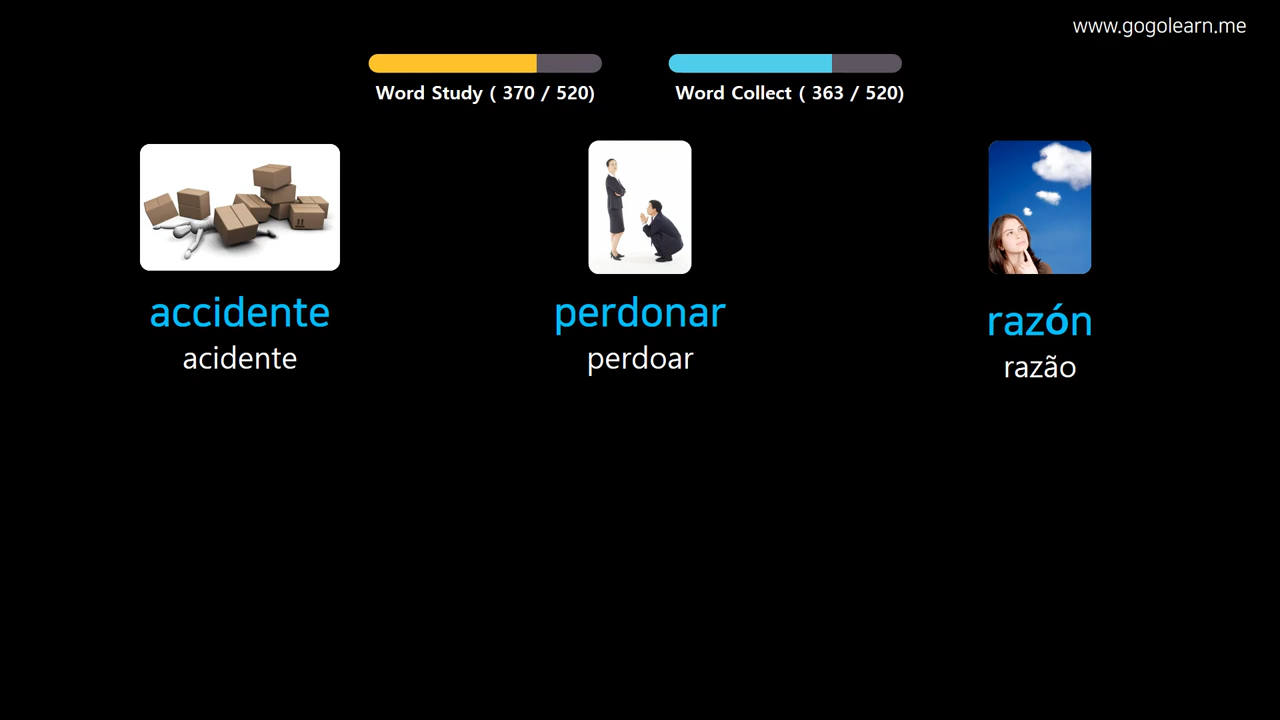 www.gogolearn.me
Word Study ( 370 / 520)
Word Collect ( 363 / 520)
accidente
acidente
perdonar
perdoar
razón
razão